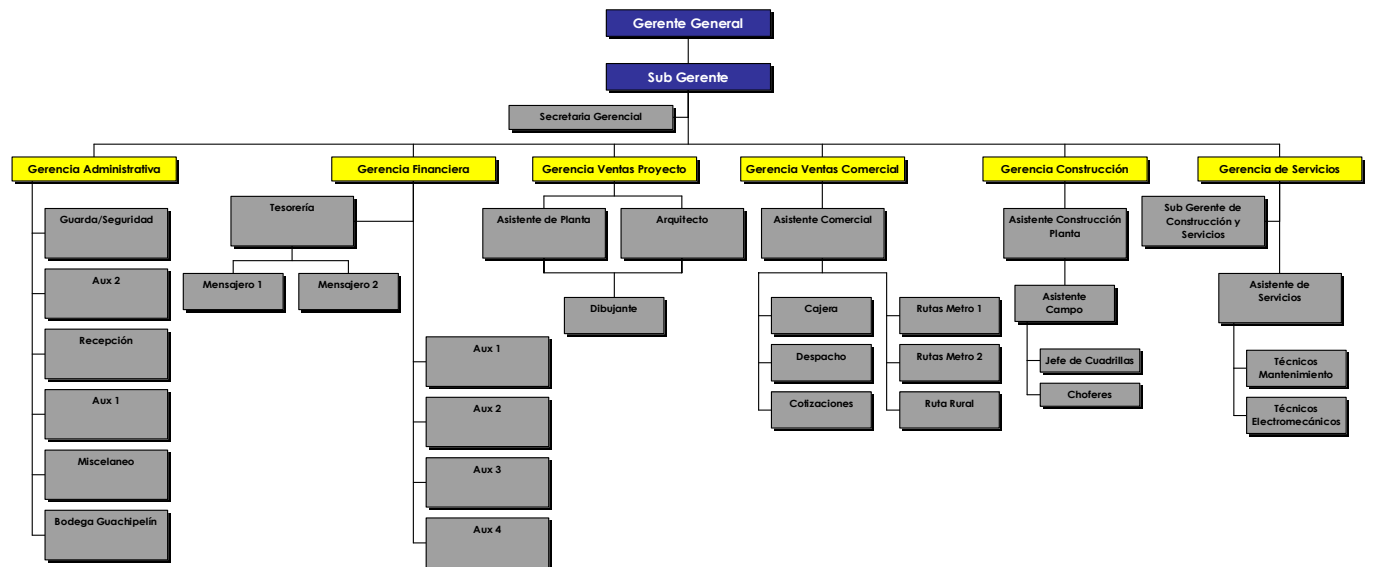 Gerente General
Sub Gerente
Secretaria Gerencial
Gerencia Administrativa
Gerencia Financiera
Gerencia Ventas Proyecto
Gerencia Ventas Comercial
Gerencia Construcción
Gerencia de Servicios
Guarda/Seguridad
Aux 2
Recepción
Aux 1
Miscelaneo
Bodega Guachipelín
Tesorería
Mensajero 1
Mensajero 2
Aux 1
Aux 2
Aux 3
Aux 4
Asistente de Planta
Arquitecto
Dibujante
Asistente Comercial
Cajera
Despacho
Cotizaciones
Rutas Metro 1
Rutas Metro 2
Ruta Rural
Asistente Construcción
Planta
Asistente
Campo
Jefe de Cuadrillas
Choferes
Sub Gerente de
Construcción y
Servicios
Asistente de
Servicios
Técnicos
Mantenimiento
Técnicos
Electromecánicos